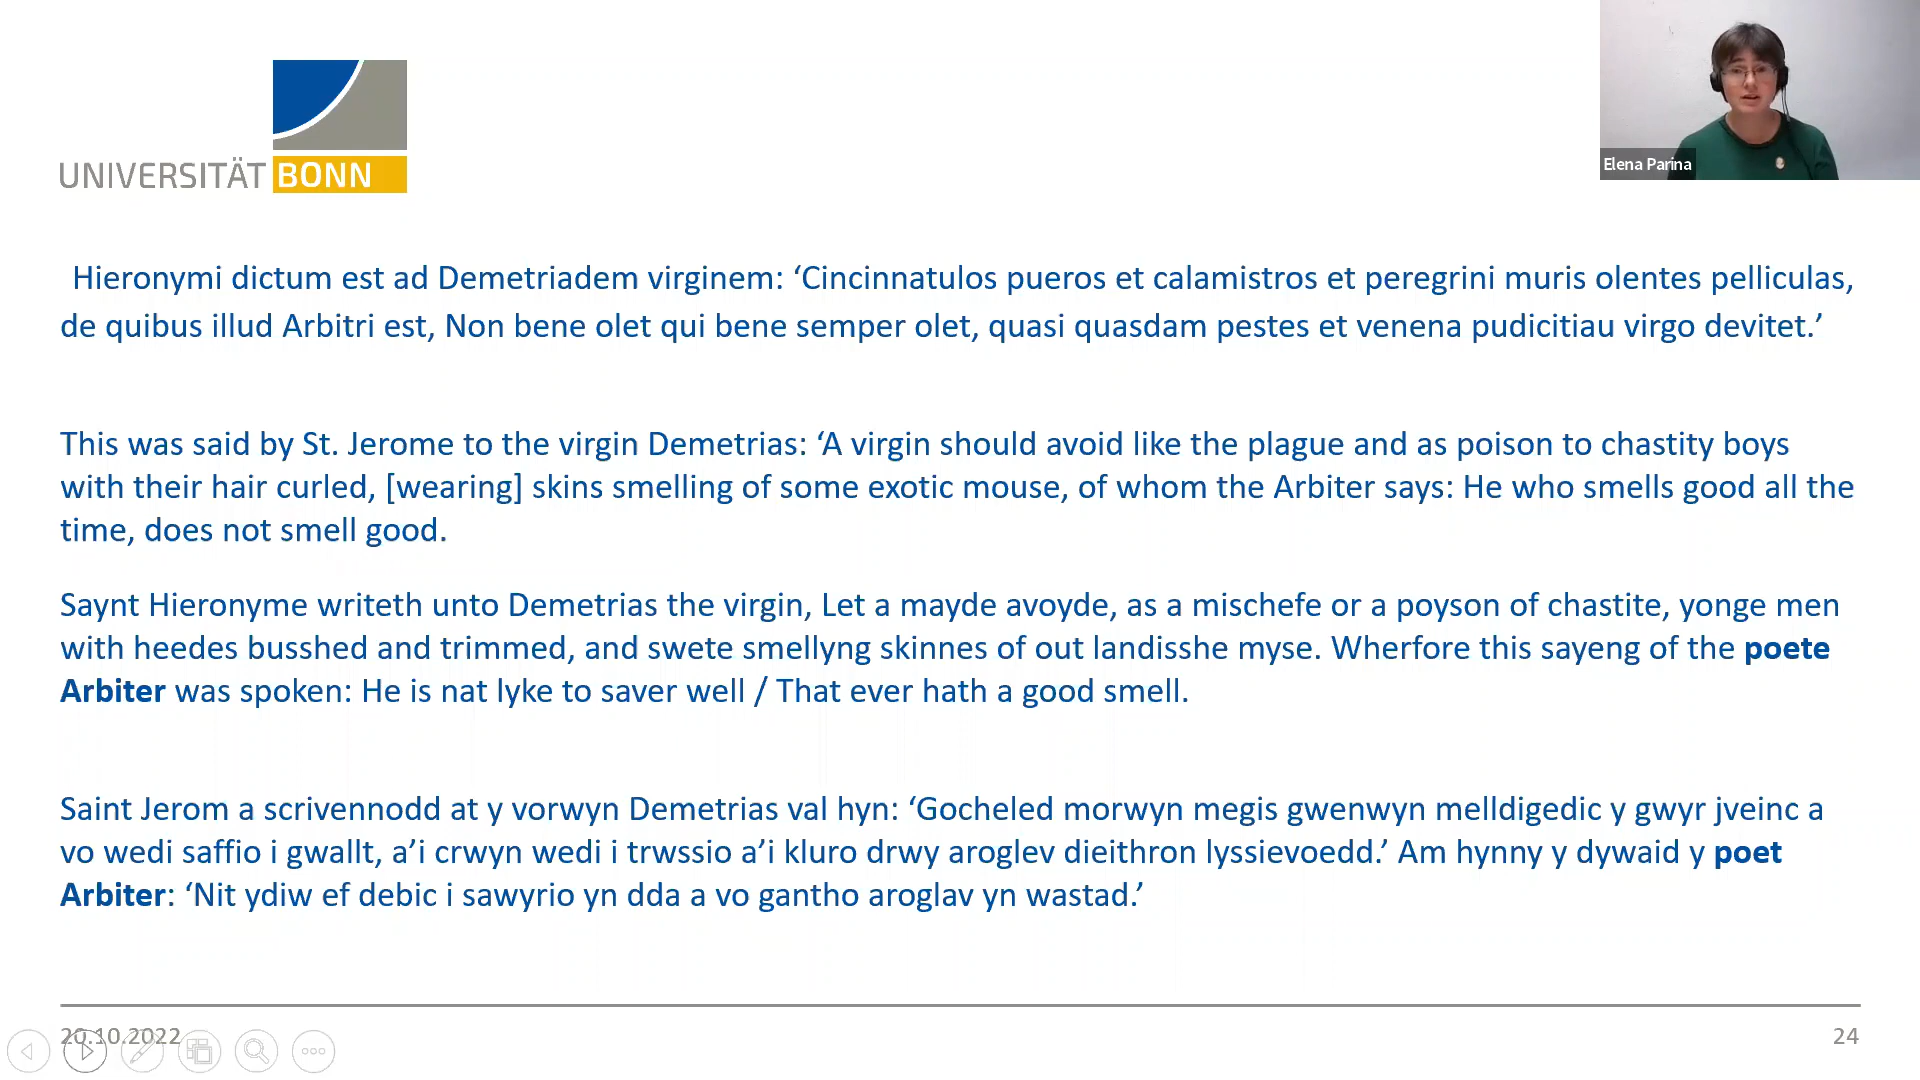 UNIVERSITÄT BONN
Elena Parina
Hieronymi dictum est ad Demetriadem virginem: ‘Cincinnatulos pueros et calamistros et peregrini muris olentes pelliculas,
de quibus illud Arbitri est, Non bene olet qui bene semper olet, quasi quasdam pestes et venena pudicitiau virgo devitet.’
This was said by St. Jerome to the virgin Demetrias: ‘A virgin should avoid like the plague and as poison to chastity boys
with their hair curled, [wearing] skins smelling of some exotic mouse, of whom the Arbiter says: He who smells good all the
time, does not smell good.
Saynt Hieronyme writeth unto Demetrias the virgin, Let a mayde avoyde, as a mischefe or a poyson of chastite, yonge men
with heedes busshed and trimmed, and swete smellyng skinnes of out landisshe myse. Wherfore this sayeng of the poete
Arbiter was spoken: He is nat lyke to saver well / That ever hath a good smell.
Saint Jerom a scrivennodd at y vorwyn Demetrias val hyn: ‘Gocheled morwyn megis gwenwyn melldigedic y gwyr jveinc a
vo wedi saffio i gwallt, a’i crwyn wedi i trwssio a’i kluro drwy aroglev dieithron lyssievoedd.’ Am hynny y dywaid y poet
Arbiter: ‘Nit ydiw ef debic i sawyrio yn dda a vo gantho aroglav yn wastad.’
20.10.2022
24